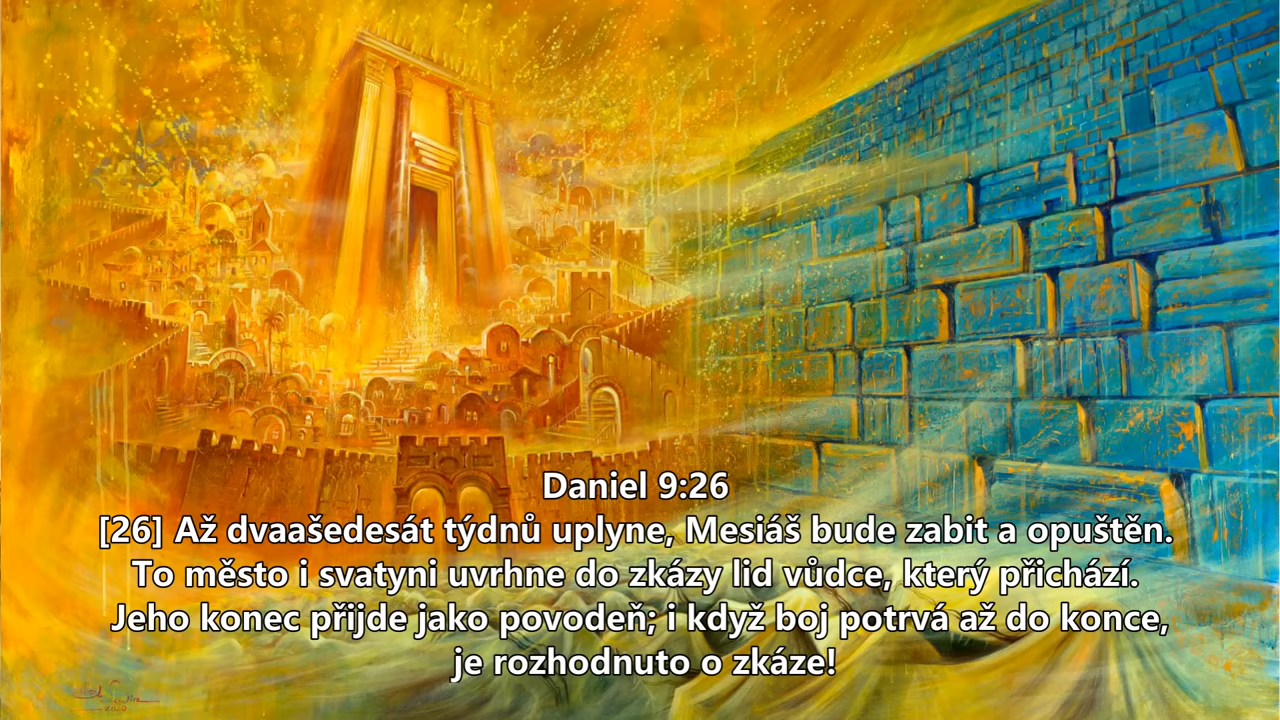 Daniel 9:26
[26] Až dvaašedesát týdnů uplyne, Mesiáš bude zabit a opuštěn.
To město i svatyni uvrhne do zkázy lid vůdce, který přichází.
Jeho konec přijde jako povodeň; i když boj potrvá až do konce,
je rozhodnuto o zkáze!